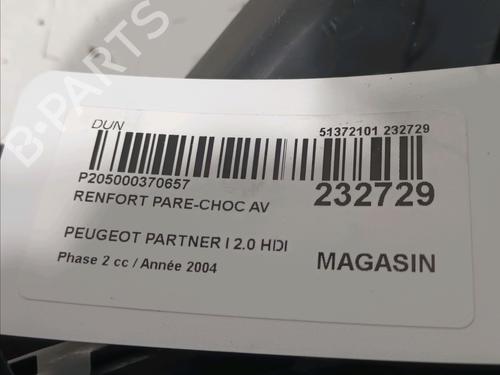 B-PARTS
DUN
51372101 232729
P205000370657
232729
RENFORT PARE-CHOC AV
PEUGEOT PARTNER I 2.0 HDI
MAGASIN
Phase 2 cc / Année 2004